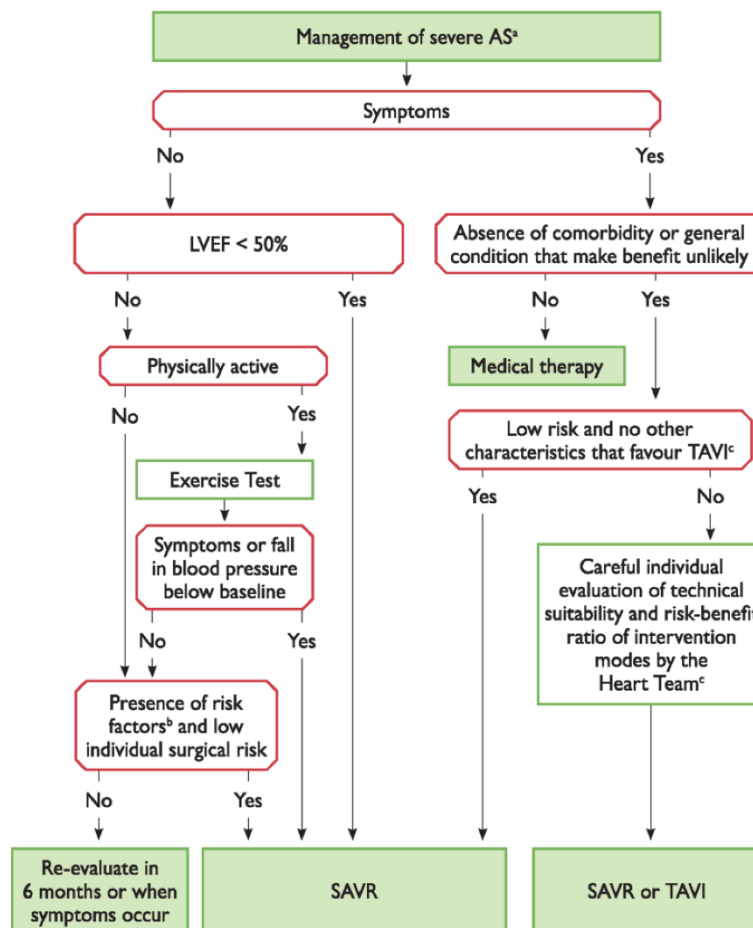 Management of severe ASᵃ
Symptoms
No
Yes
LVEF < 50%
Absence of comorbidity or general
condition that make benefit unlikely
No
Yes
No
Yes
Physically active
Medical therapy
No
Yes
Low risk and no other
characteristics that favour TAVIᶜ
Exercise Test
Yes
No
Symptoms or fall
in blood pressure
below baseline
Careful individual
evaluation of technical
suitability and risk-benefit
ratio of intervention
modes by the
Heart Teamᶜ
No
Yes
Presence of risk
factorsᵇ and low
individual surgical risk
No
Yes
Re-evaluate in
6 months or when
symptoms occur
SAVR
SAVR or TAVI